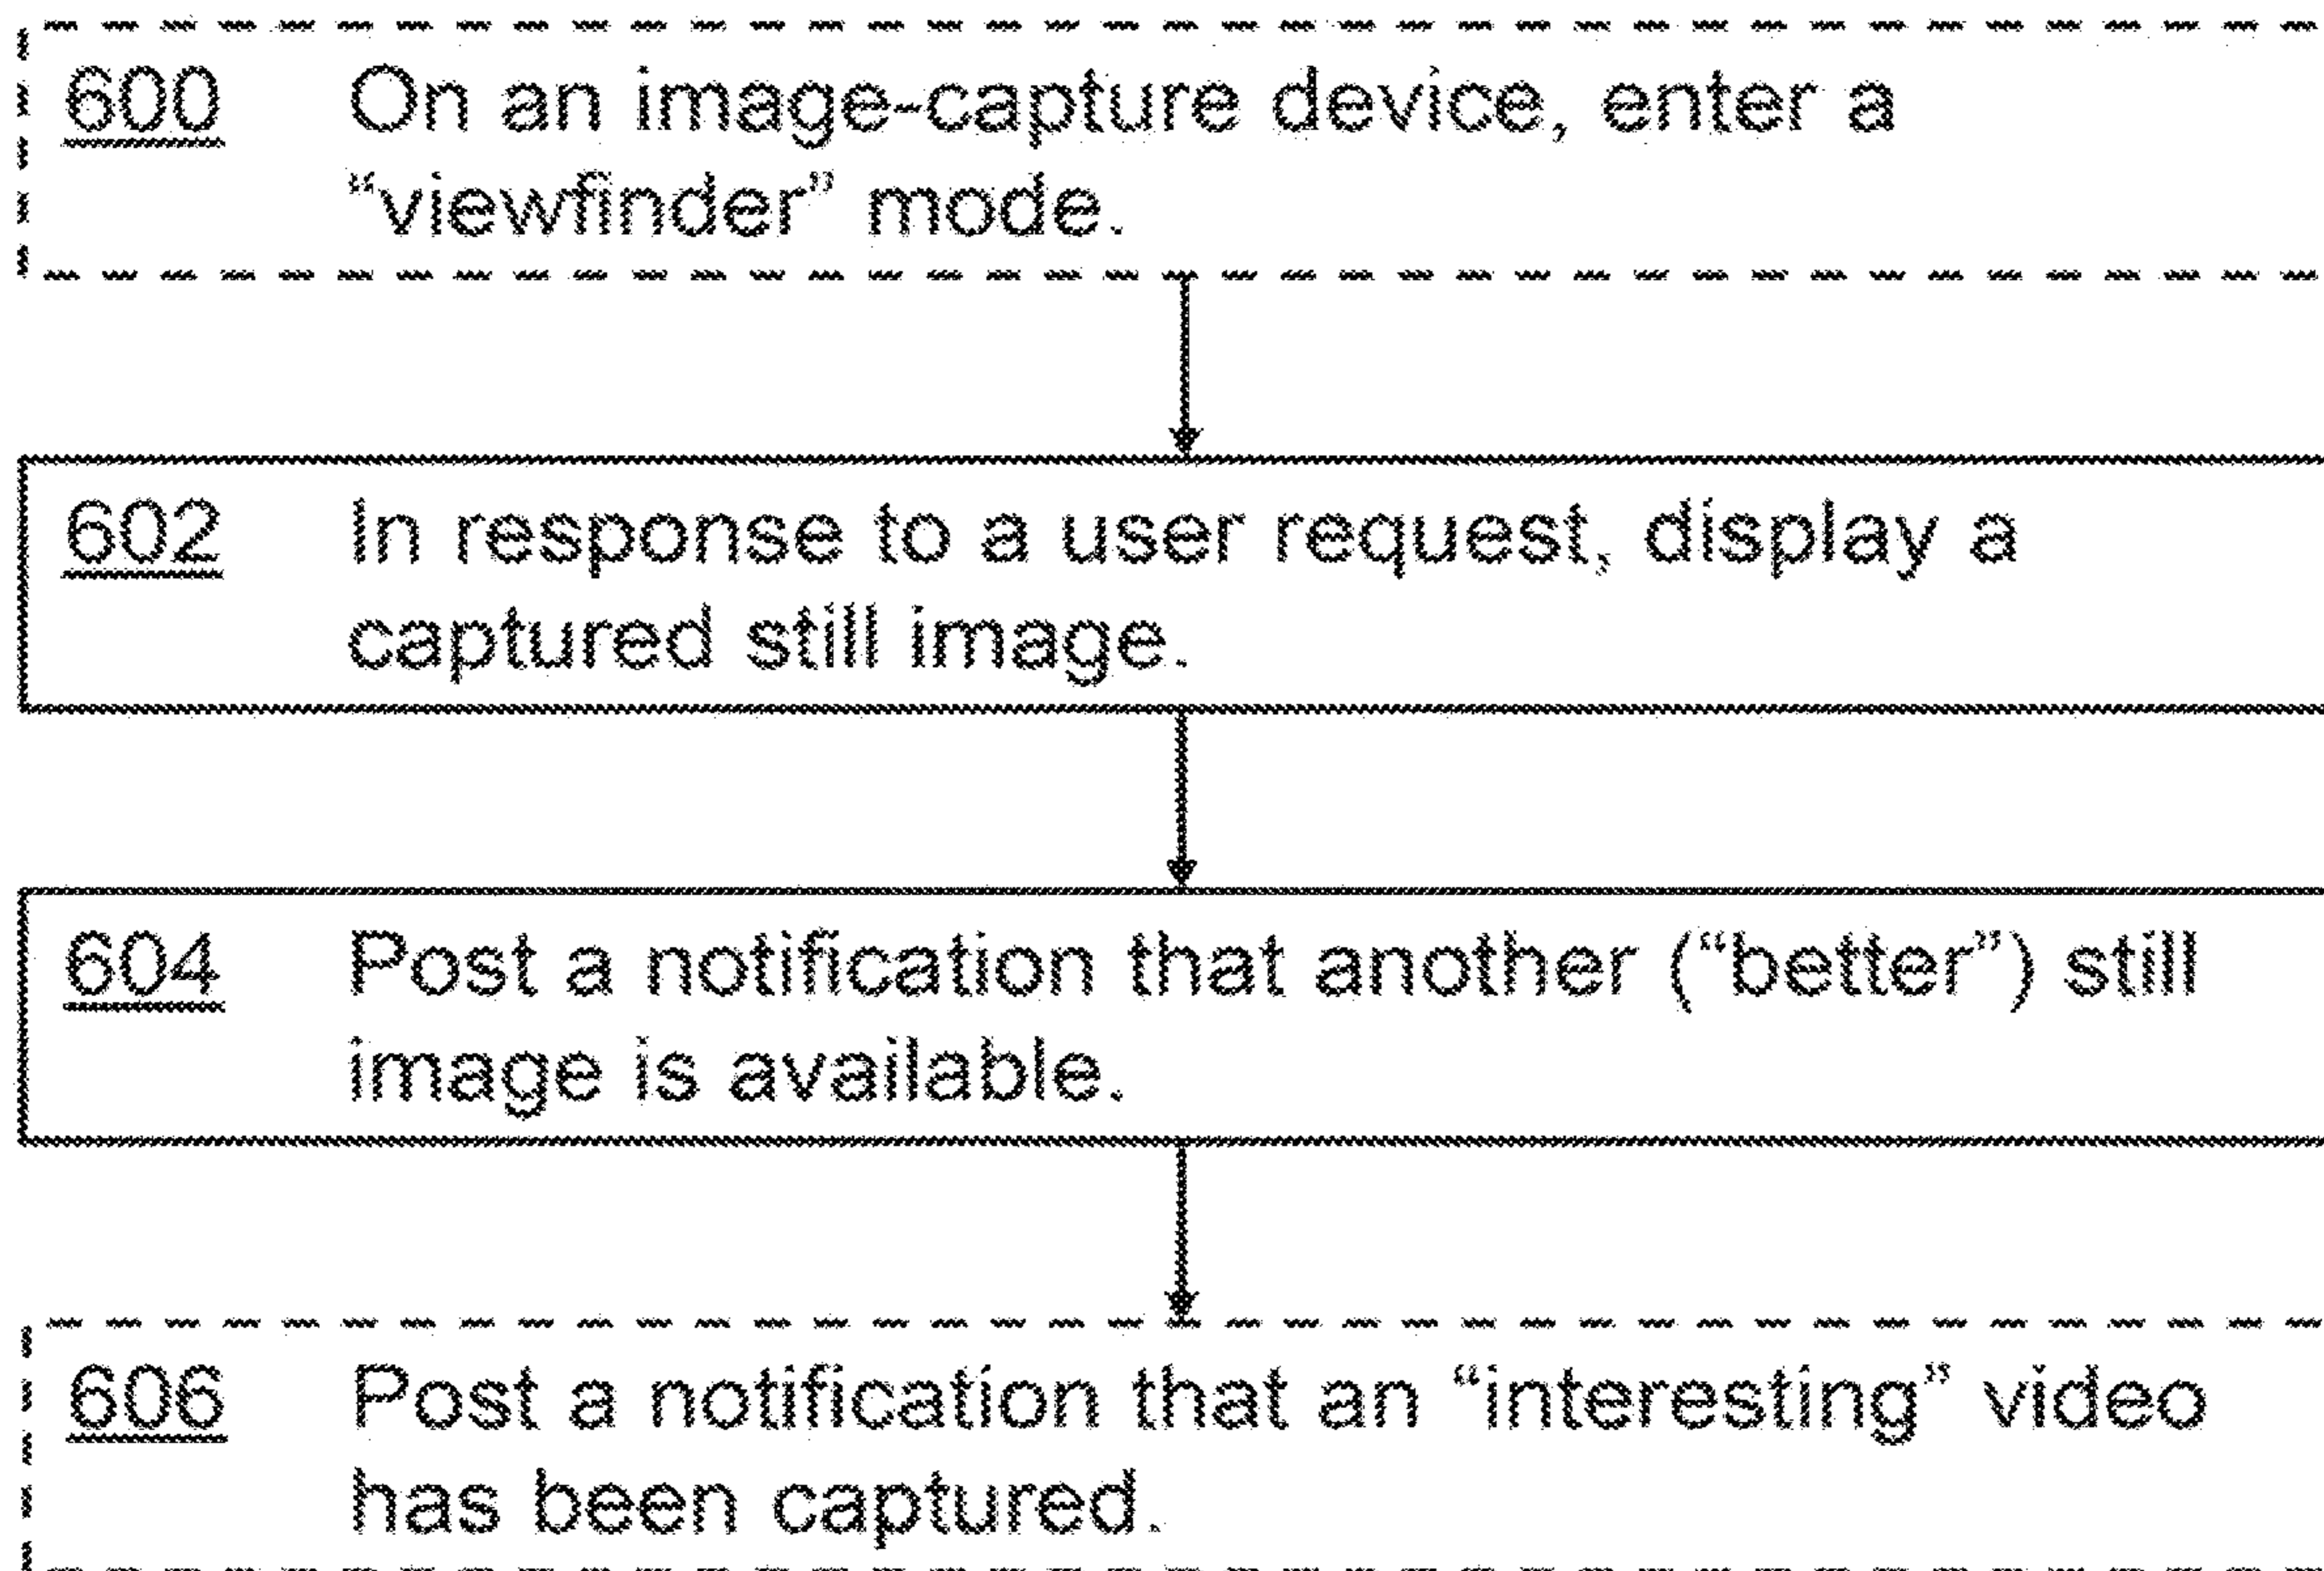 600 On an image-capture device, enter a
“viewfinder” mode.
602 In response to a user request, display a
captured still image.
604 Post a notification that another (“better”) still
image is available.
606 Post a notification that an “interesting” video
has been captured.